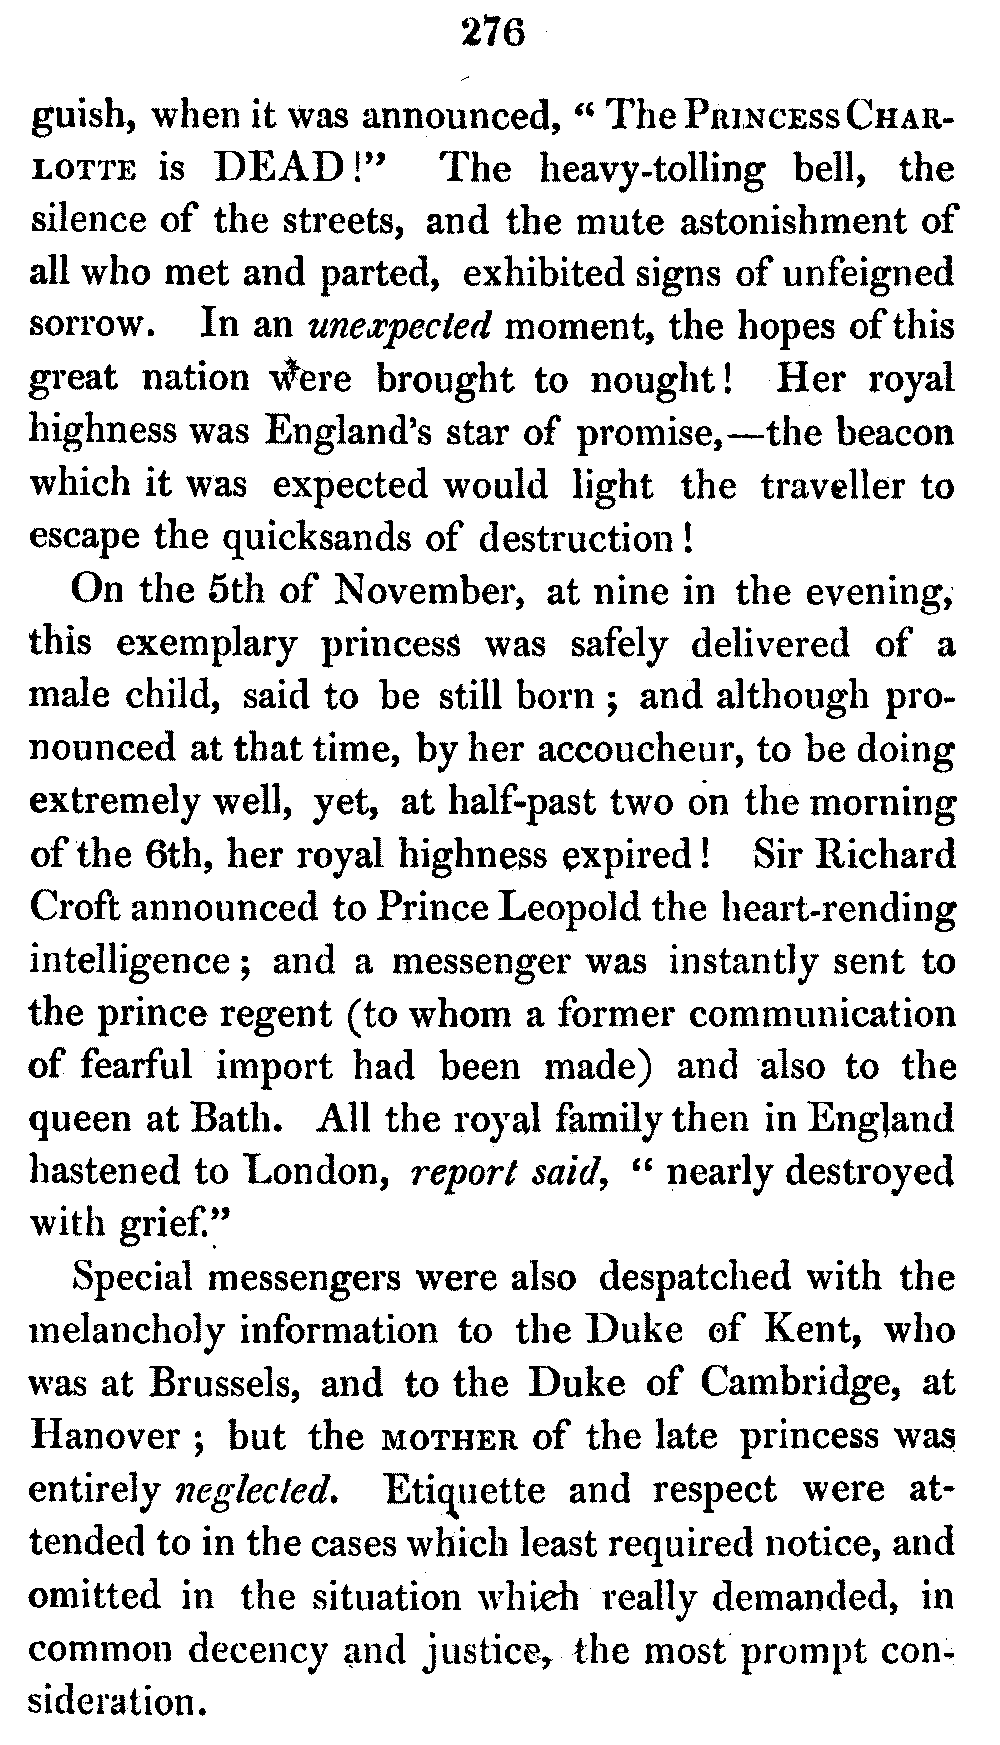 276
guish, when it was announced, “ The PRINCESS CHAR-
LOTTE is DEAD!” The heavy-tolling bell, the
silence of the streets, and the mute astonishment of
all who met and parted, exhibited signs of unfeigned
sorrow. In an unexpected moment, the hopes of this
great nation were brought to nought! Her royal
highness was England's star of promise,—the beacon
which it was expected would light the traveller to
escape the quicksands of destruction !
On the 5th of November, at nine in the evening,
this exemplary princess was safely delivered of a
male child, said to be still born ; and although pro-
nounced at that time, by her accoucheur, to be doing
extremely well, yet, at half-past two on the morning
of the 6th, her royal highness expired! Sir Richard
Croft announced to Prince Leopold the heart-rending
intelligence ; and a messenger was instantly sent to
the prince regent (to whom a former communication
of fearful import had been made) and also to the
queen at Bath. All the royal family then in England
hastened to London, report said, “ nearly destroyed
with grief.”
Special messengers were also despatched with the
melancholy information to the Duke of Kent, who
was at Brussels, and to the Duke of Cambridge, at
Hanover ; but the MOTHER of the late princess was
entirely neglected. Etiquette and respect were at-
tended to in the cases which least required notice, and
omitted in the situation which really demanded, in
common decency and justice, the most prompt con-
sideration.